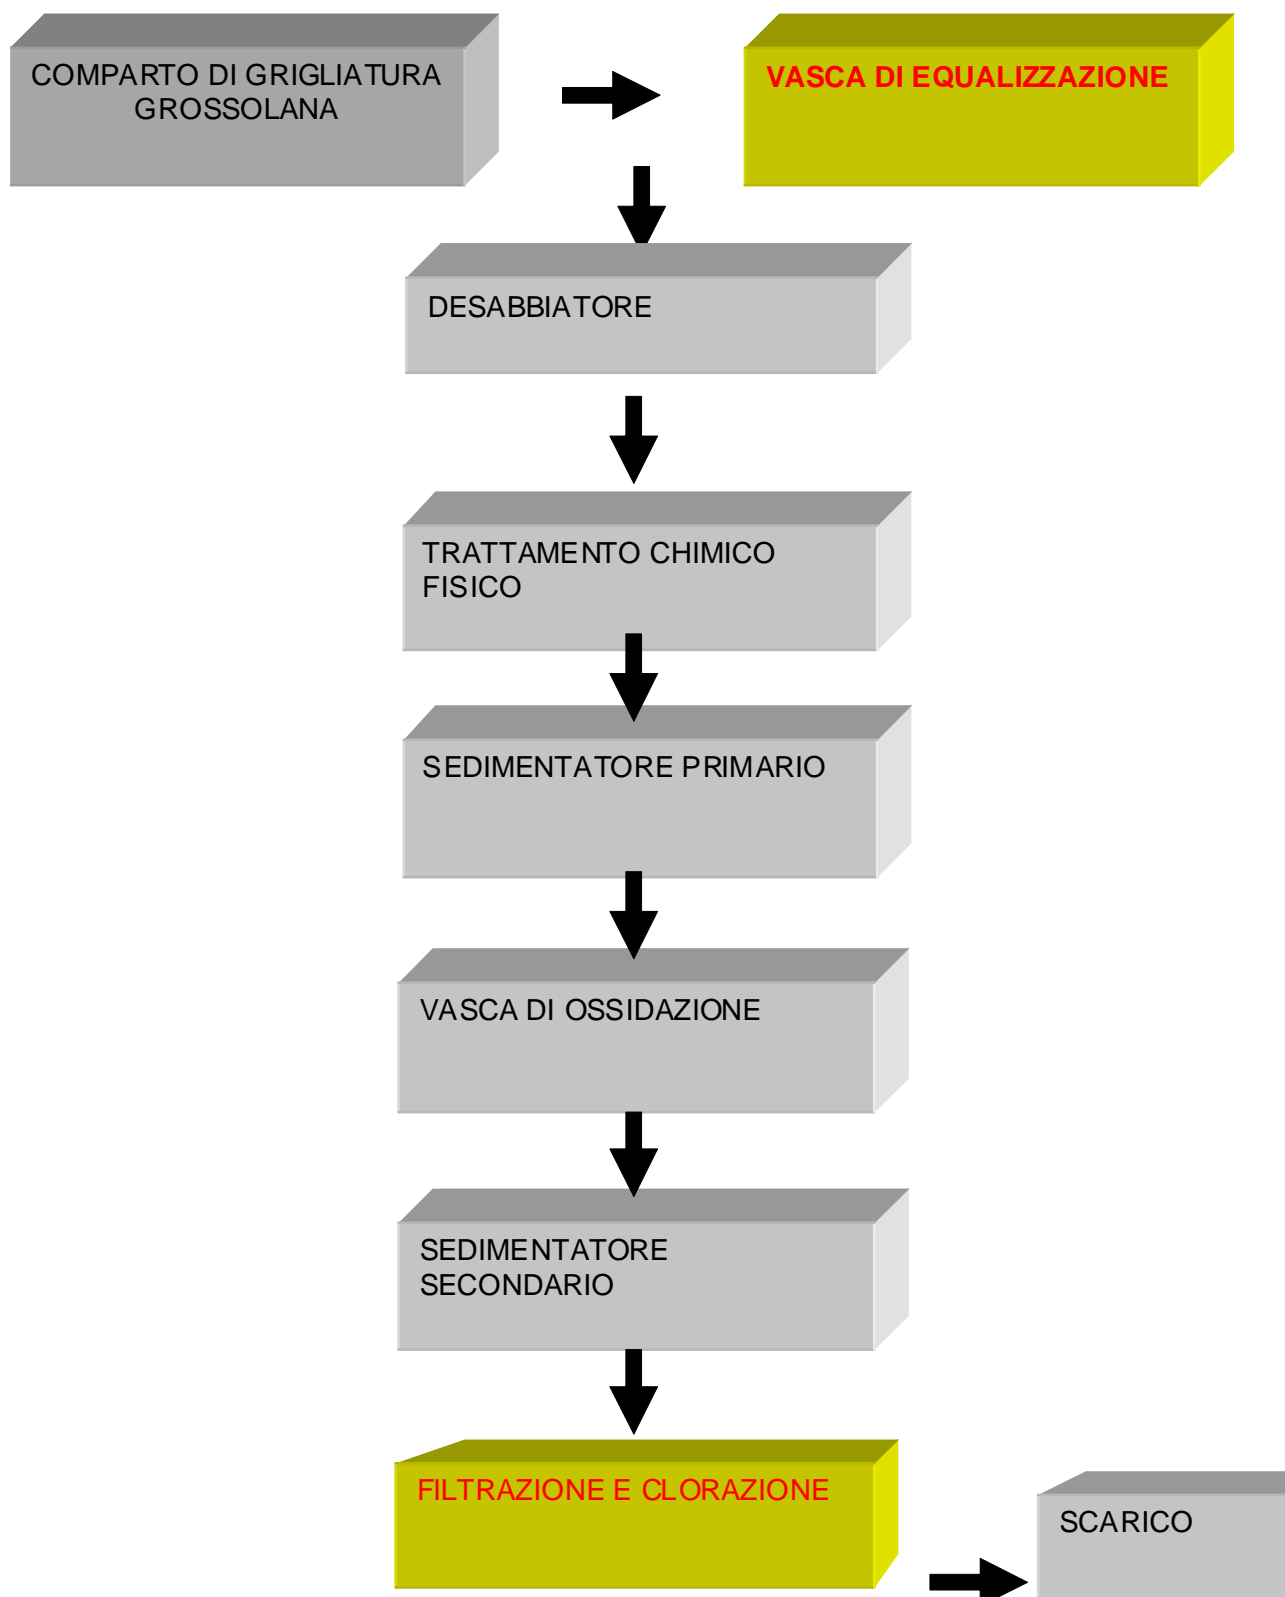 COMPARTO DI GRIGLIATURA
GROSSOLANA
VASCA DI EQUALIZZAZIONE
DESABBIATORE
TRATTAMENTO CHIMICO
FISICO
SEDIMENTATORE PRIMARIO
VASCA DI OSSIDAZIONE
SEDIMENTATORE
SECONDARIO
FILTRAZIONE E CLORAZIONE
SCARICO